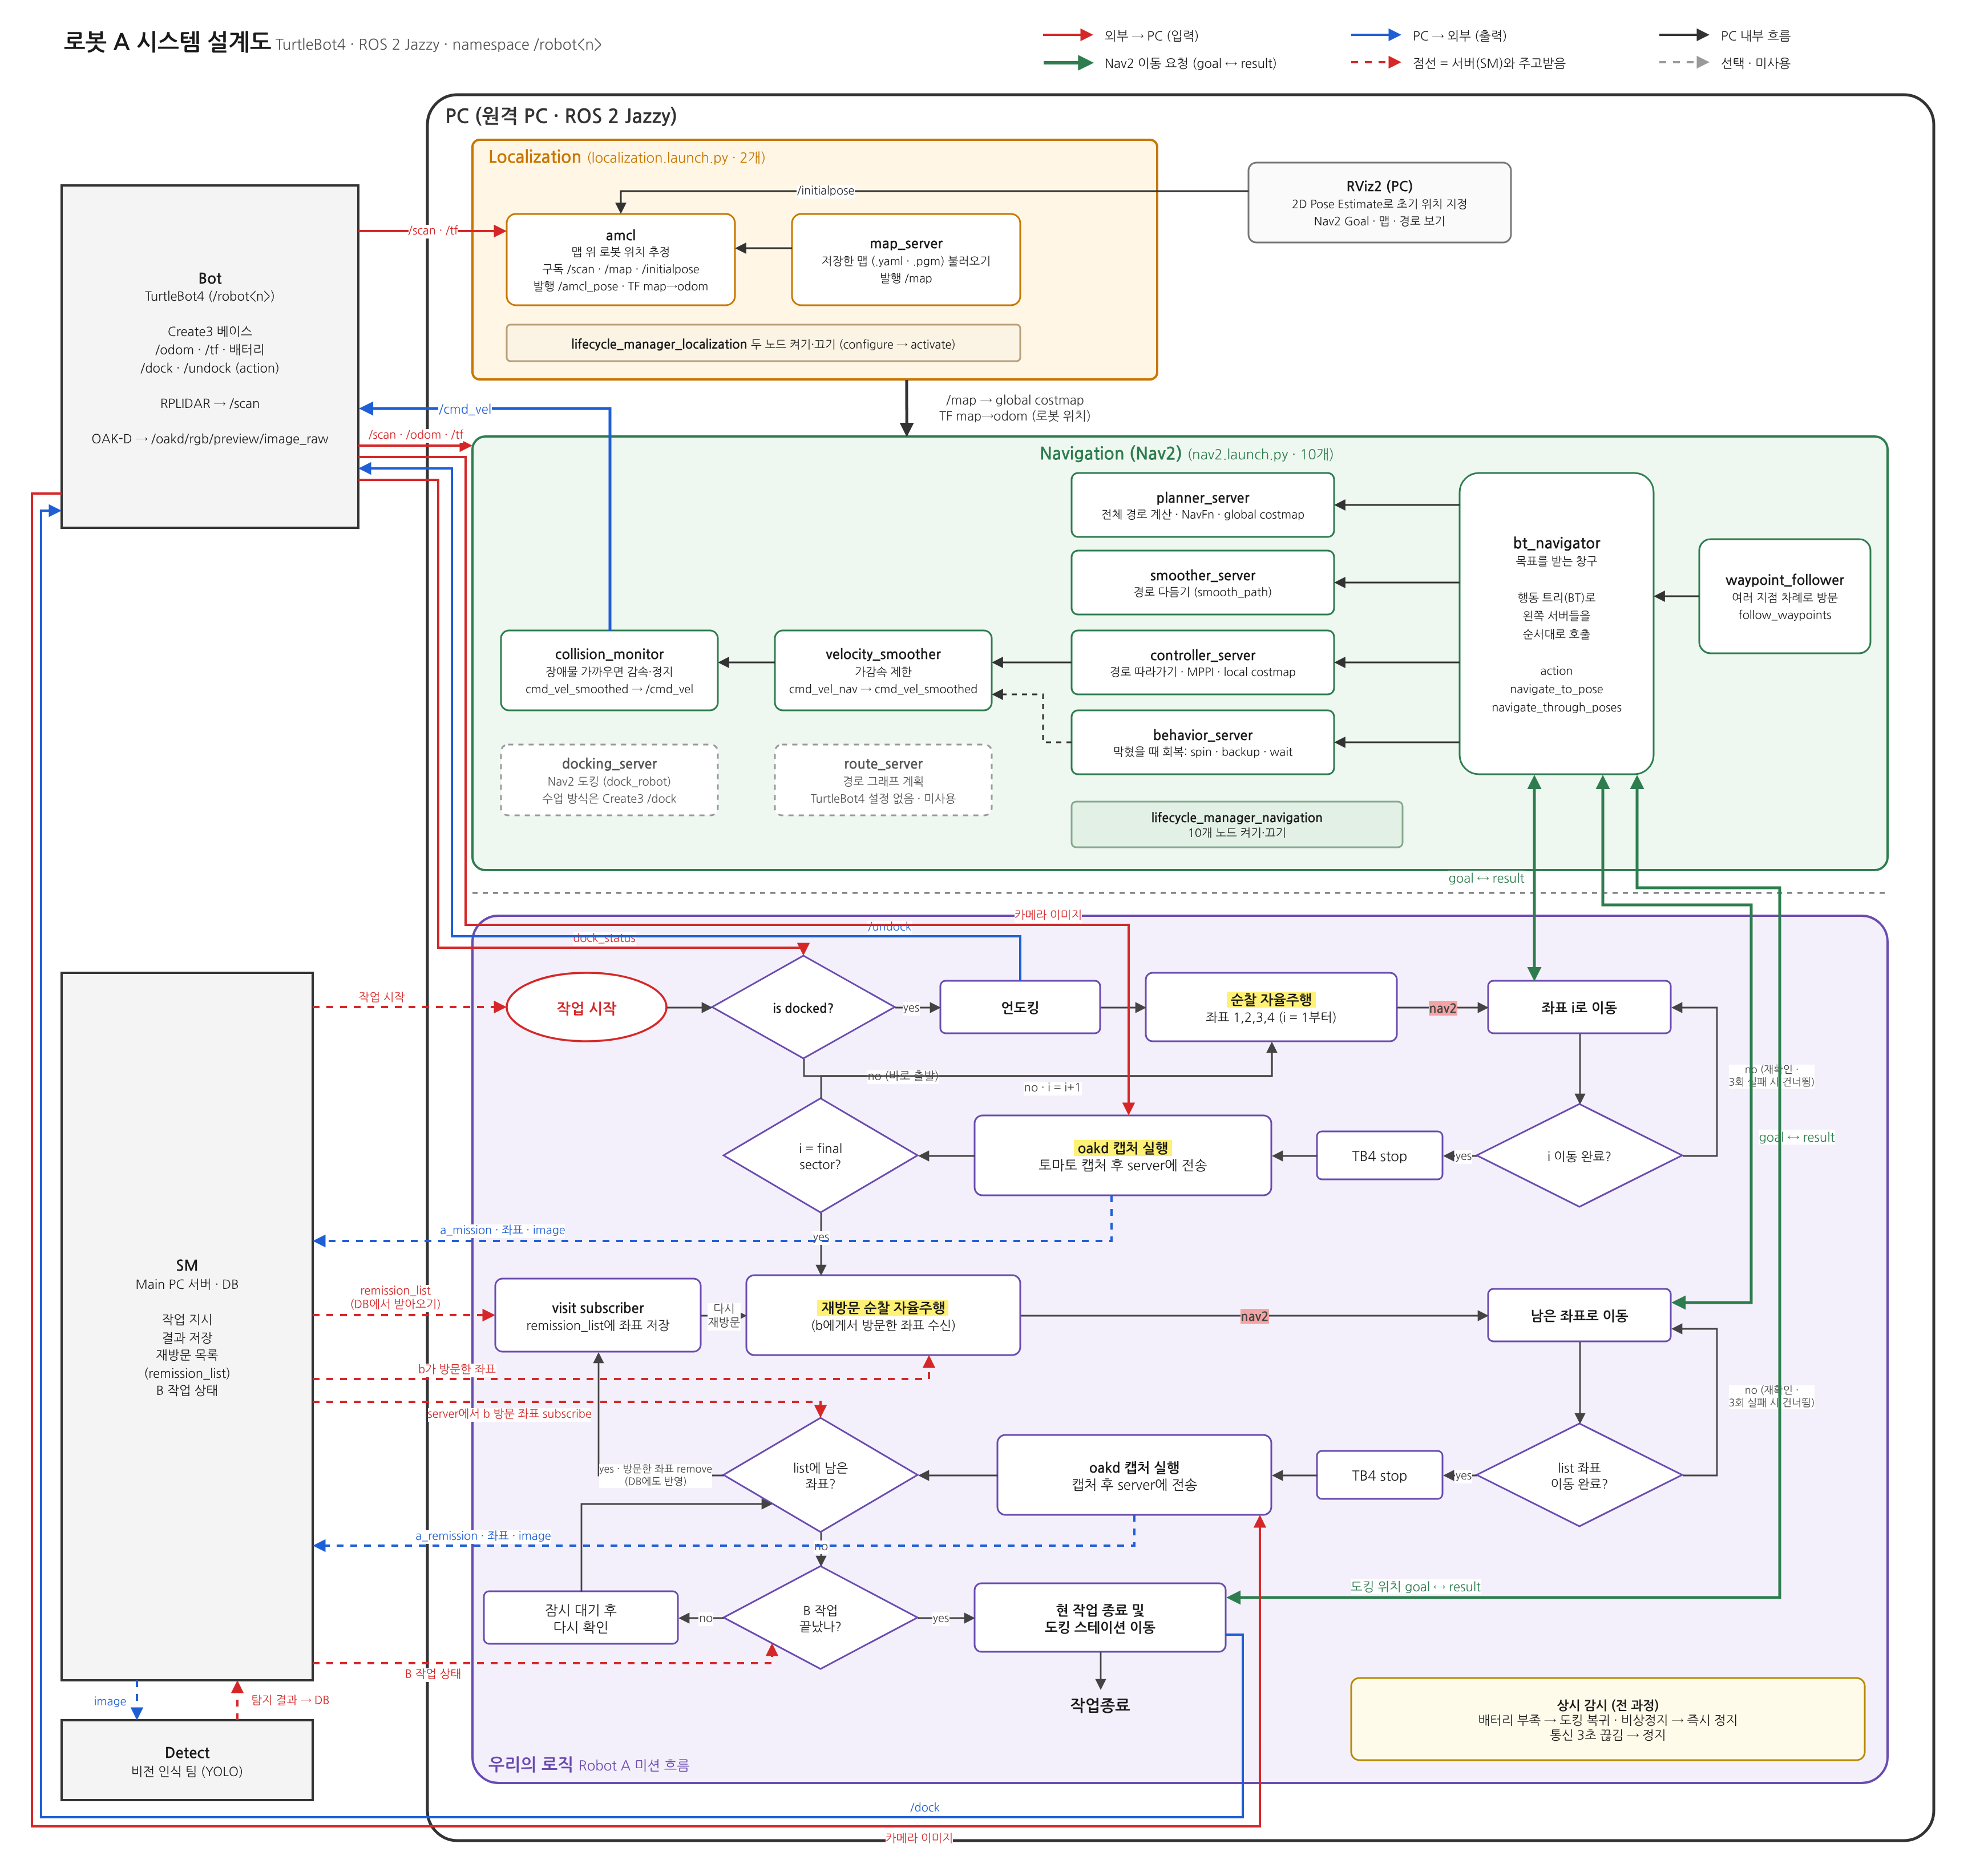 로봇 A 시스템 설계도 TurtleBot4 · ROS 2 Jazzy · namespace /robot<n>
외부 → PC (입력)
PC → 외부 (출력)
PC 내부 흐름
Nav2 이동 요청 (goal ↔ result)
점선 = 서버(SM)와 주고받음
선택 · 미사용
PC (원격 PC · ROS 2 Jazzy)
Localization (localization.launch.py · 2개)
/initialpose
RViz2 (PC)
2D Pose Estimate로 초기 위치 지정
Nav2 Goal · 맵 · 경로 보기
/scan · /tf
amcl
맵 위 로봇 위치 추정
구독 /scan · /map · /initialpose
발행 /amcl_pose · TF map→odom
map_server
저장한 맵 (.yaml · .pgm) 불러오기
발행 /map
lifecycle_manager_localization 두 노드 켜기·끄기 (configure → activate)
Bot
TurtleBot4 (/robot<n>)
Create3 베이스
/odom · /tf · 배터리
/dock · /undock (action)
RPLIDAR → /scan
OAK-D → /oakd/rgb/preview/image_raw
/cmd_vel
/scan · /odom · /tf
/map → global costmap
TF map→odom (로봇 위치)
Navigation (Nav2) (nav2.launch.py · 10개)
planner_server
전체 경로 계산 · NavFn · global costmap
smoother_server
경로 다듬기 (smooth_path)
controller_server
경로 따라가기 · MPPI · local costmap
behavior_server
막혔을 때 회복: spin · backup · wait
bt_navigator
목표를 받는 창구
행동 트리(BT)로
왼쪽 서버들을
순서대로 호출
action
navigate_to_pose
navigate_through_poses
waypoint_follower
여러 지점 차례로 방문
follow_waypoints
collision_monitor
장애물 가까우면 감속·정지
cmd_vel_smoothed → /cmd_vel
velocity_smoother
가감속 제한
cmd_vel_nav → cmd_vel_smoothed
docking_server
Nav2 도킹 (dock_robot)
수업 방식은 Create3 /dock
route_server
경로 그래프 계획
TurtleBot4 설정 없음 · 미사용
lifecycle_manager_navigation
10개 노드 켜기·끄기
goal ↔ result
카메라 이미지
/undock
dock_status
작업 시작
작업 시작
is docked?
yes
언도킹
순찰 자율주행
좌표 1,2,3,4 (i = 1부터)
nav2
좌표 i로 이동
no (바로 출발)
no · i = i+1
no (재확인 ·
3회 실패 시 건너뜀)
goal ↔ result
i = final
sector?
oakd 캡처 실행
토마토 캡처 후 server에 전송
TB4 stop
yes
i 이동 완료?
a_mission · 좌표 · image
yes
SM
Main PC 서버 · DB
작업 지시
결과 저장
재방문 목록
(remission_list)
B 작업 상태
remission_list
(DB에서 받아오기)
visit subscriber
remission_list에 좌표 저장
다시
재방문
재방문 순찰 자율주행
(b에게서 방문한 좌표 수신)
nav2
남은 좌표로 이동
b가 방문한 좌표
server에서 b 방문 좌표 subscribe
no (재확인 ·
3회 실패 시 건너뜀)
yes · 방문한 좌표 remove
(DB에도 반영)
list에 남은
좌표?
oakd 캡처 실행
캡처 후 server에 전송
TB4 stop
yes
list 좌표
이동 완료?
a_remission · 좌표 · image
no
잠시 대기 후
다시 확인
no
B 작업
끝났나?
yes
현 작업 종료 및
도킹 스테이션 이동
도킹 위치 goal ↔ result
B 작업 상태
작업종료
image
탐지 결과 → DB
Detect
비전 인식 팀 (YOLO)
상시 감시 (전 과정)
배터리 부족 → 도킹 복귀 · 비상정지 → 즉시 정지
통신 3초 끊김 → 정지
우리의 로직 Robot A 미션 흐름
/dock
카메라 이미지